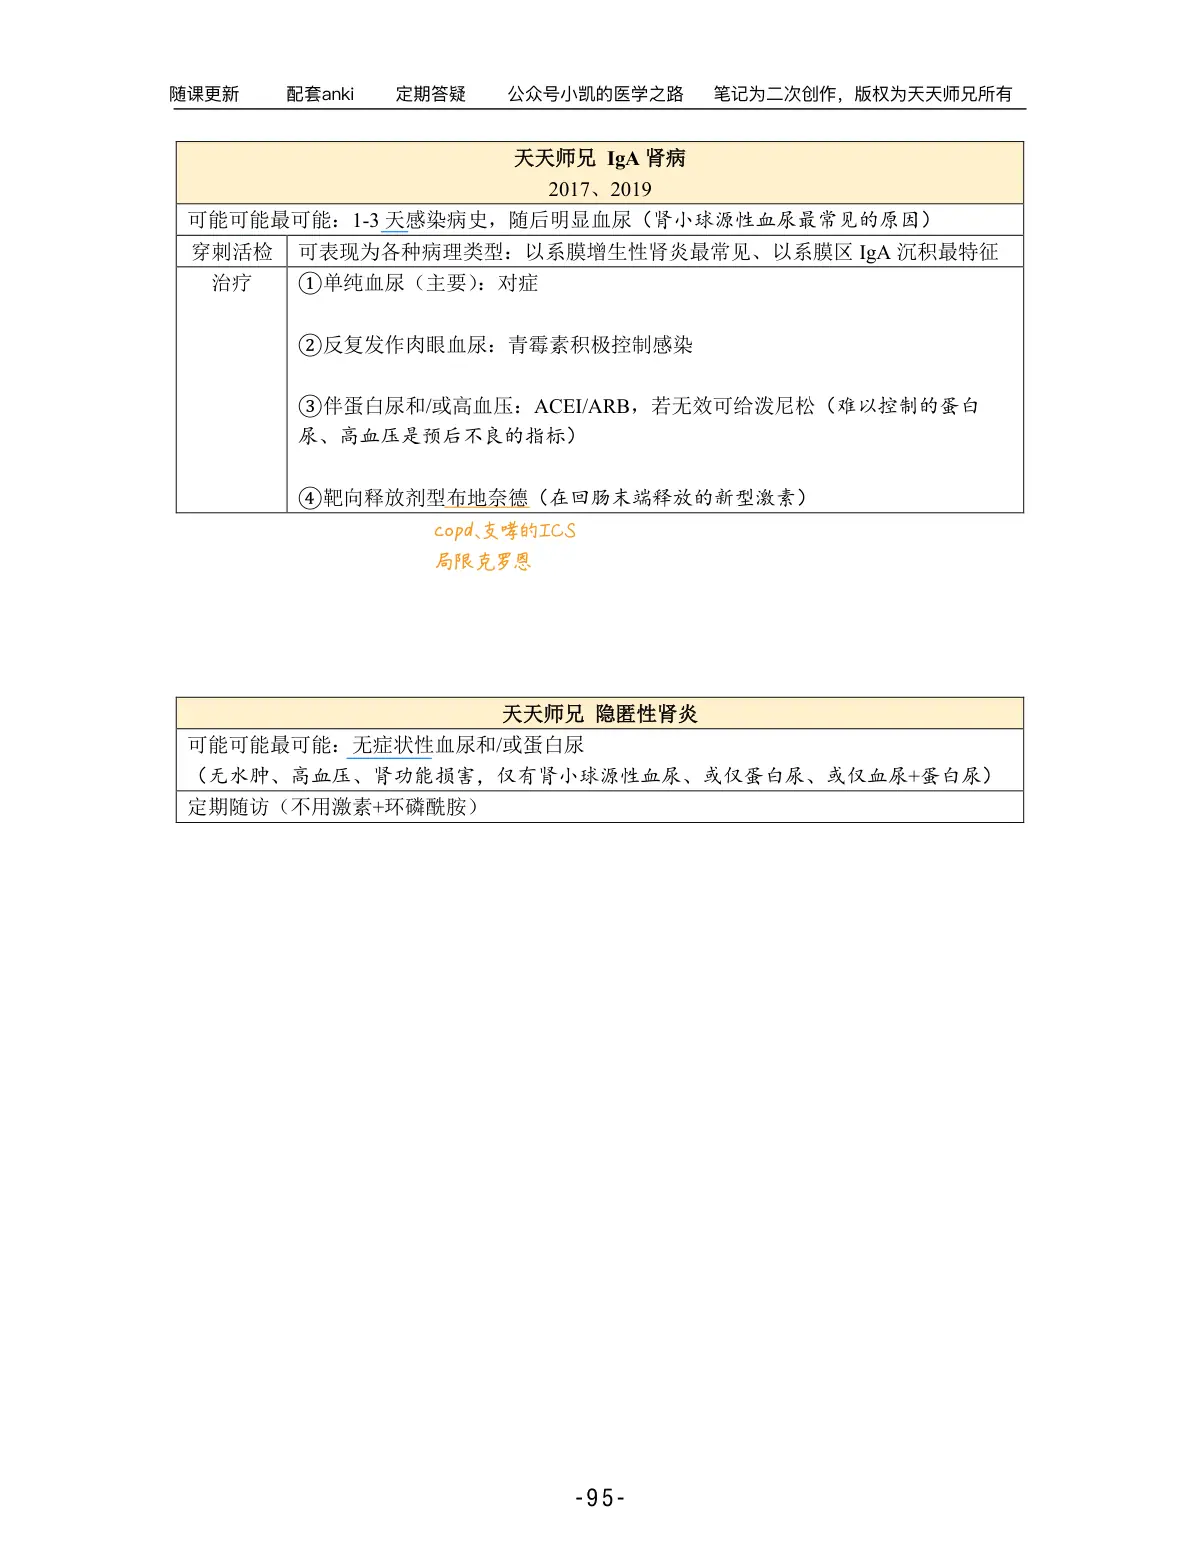 随课更新 配套anki 定期答疑 公众号小凯的医学之路 笔记为二次创作，版权为天天师兄所有
天天师兄 IgA 肾病
2017、2019
可能可能最可能：1-3 天感染病史，随后明显血尿（肾小球源性血尿最常见的原因）
穿刺活检 可表现为各种病理类型：以系膜增生性肾炎最常见、以系膜区 IgA 沉积最特征
治疗 ①单纯血尿（主要）：对症
②反复发作肉眼血尿：青霉素积极控制感染
③伴蛋白尿和/或高血压：ACEI/ARB，若无效可给泼尼松（难以控制的蛋白
尿、高血压是预后不良的指标）
④靶向释放剂型布地奈德（在回肠末端释放的新型激素）
copd、支哮的ICS
局限克罗恩
天天师兄 隐匿性肾炎
可能可能最可能：无症状性血尿和/或蛋白尿
（无水肿、高血压、肾功能损害，仅有肾小球源性血尿、或仅蛋白尿、或仅血尿+蛋白尿）
定期随访（不用激素+环磷酰胺）
-95-